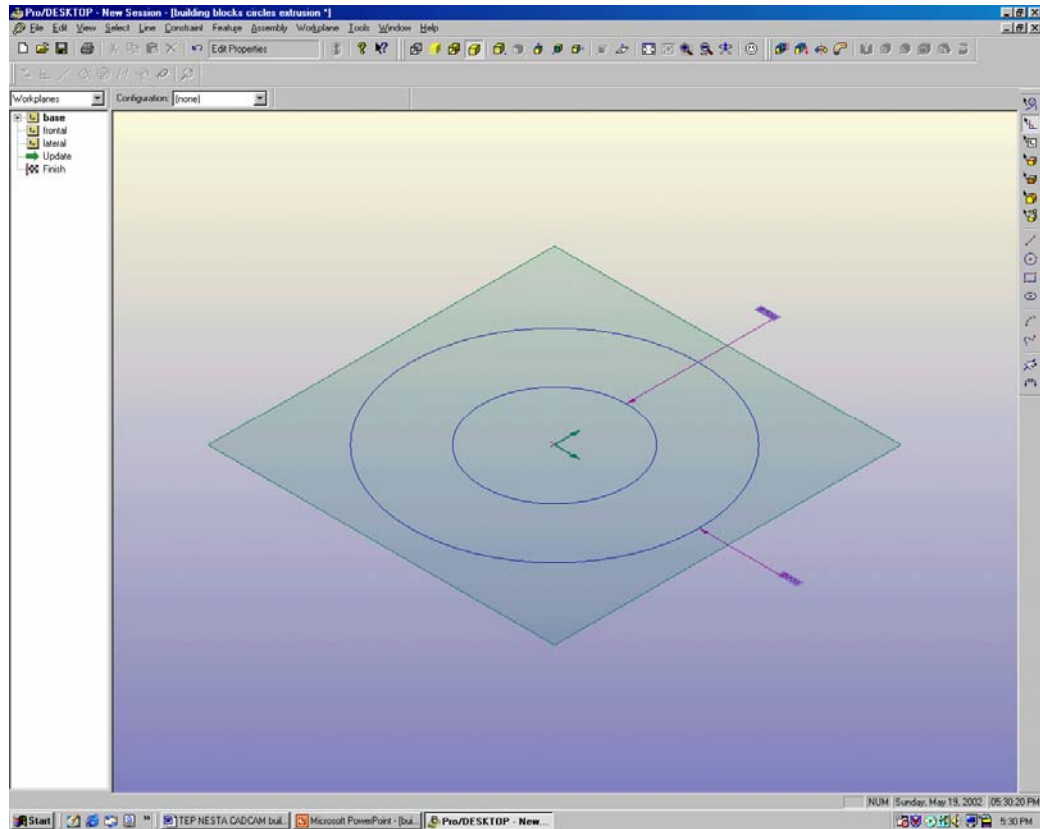 Pro/DESKTOP - New Session - [building blocks circles extrusion *]
File Edit View Select Line Constraint Feature Assembly Workplane Tools Window Help
Edit Properties
Workplanes
Configuration: (none)
base
frontal
lateral
Update
Finish
NUM Sunday, May 19, 2002 05:30:20 PM
Start TEP NESTA CADCAM buil... Microsoft PowerPoint - [bui... Pro/DESKTOP - New... 5:30 PM